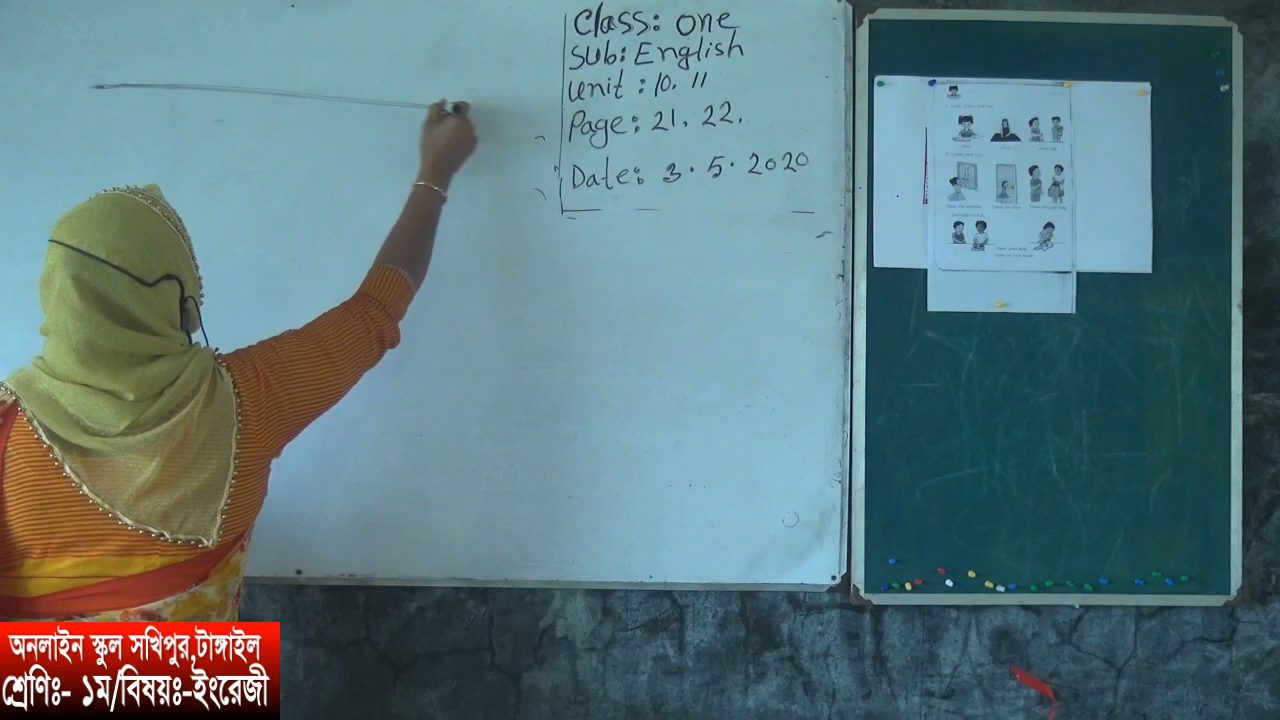 Class: One
Sub: English
Unit : 10. 11
Page: 21. 22.
Date: 3. 5. 2020
অনলাইন স্কুল সখিপুর,টাঙ্গাইল
শ্রেণিঃ- ১ম/বিষয়ঃ-ইংরেজী